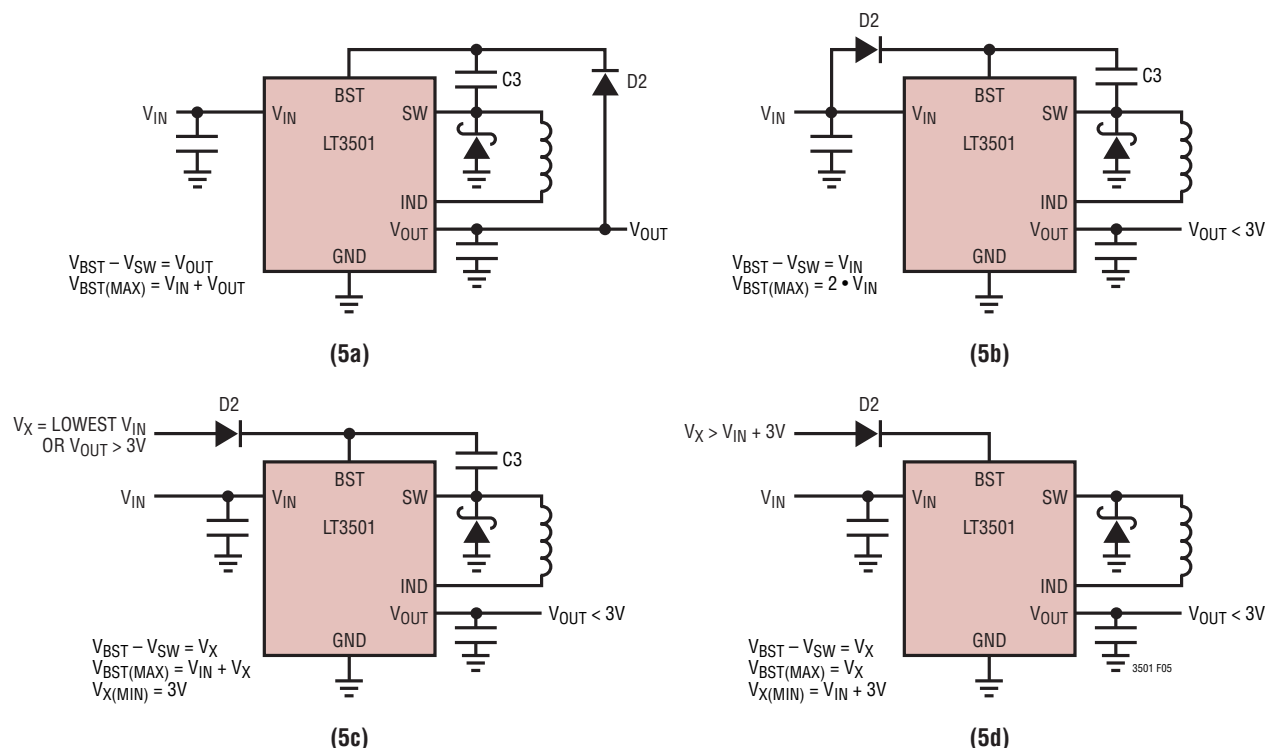 D2
C3
BST
V_IN
V_IN
SW
LT3501
IND
V_OUT
V_OUT
GND
V_BST – V_SW = V_OUT
V_BST(MAX) = V_IN + V_OUT
(5a)
D2
C3
BST
V_IN
V_IN
SW
LT3501
IND
V_OUT
V_OUT < 3V
GND
V_BST – V_SW = V_IN
V_BST(MAX) = 2 • V_IN
(5b)
D2
V_X = LOWEST V_IN
OR V_OUT > 3V
C3
BST
V_IN
V_IN
SW
LT3501
IND
V_OUT
V_OUT < 3V
GND
V_BST – V_SW = V_X
V_BST(MAX) = V_IN + V_X
V_X(MIN) = 3V
(5c)
D2
V_X > V_IN + 3V
BST
V_IN
V_IN
SW
LT3501
IND
V_OUT
V_OUT < 3V
GND
V_BST – V_SW = V_X
V_BST(MAX) = V_X
V_X(MIN) = V_IN + 3V
3501 F05
(5d)